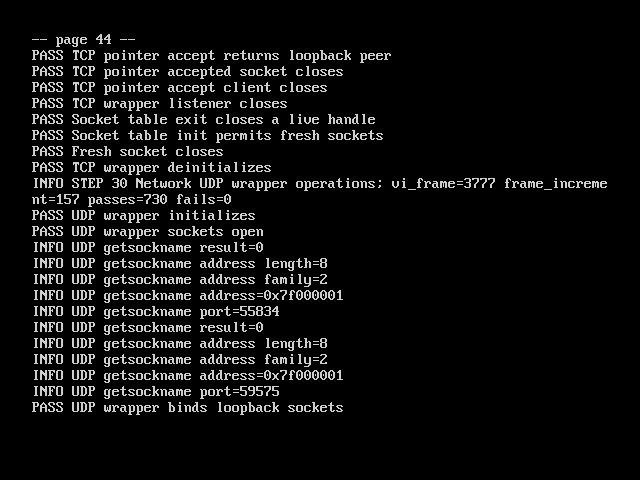 -- page 44 --
PASS TCP pointer accept returns loopback peer
PASS TCP pointer accepted socket closes
PASS TCP pointer accept client closes
PASS TCP wrapper listener closes
PASS Socket table exit closes a live handle
PASS Socket table init permits fresh sockets
PASS Fresh socket closes
PASS TCP wrapper deinitializes
INFO STEP 30 Network UDP wrapper operations; vi_frame=3777 frame_increme
nt=157 passes=730 fails=0
PASS UDP wrapper initializes
PASS UDP wrapper sockets open
INFO UDP getsockname result=0
INFO UDP getsockname address length=8
INFO UDP getsockname address family=2
INFO UDP getsockname address=0x7f000001
INFO UDP getsockname port=55834
INFO UDP getsockname result=0
INFO UDP getsockname address length=8
INFO UDP getsockname address family=2
INFO UDP getsockname address=0x7f000001
INFO UDP getsockname port=59575
PASS UDP wrapper binds loopback sockets